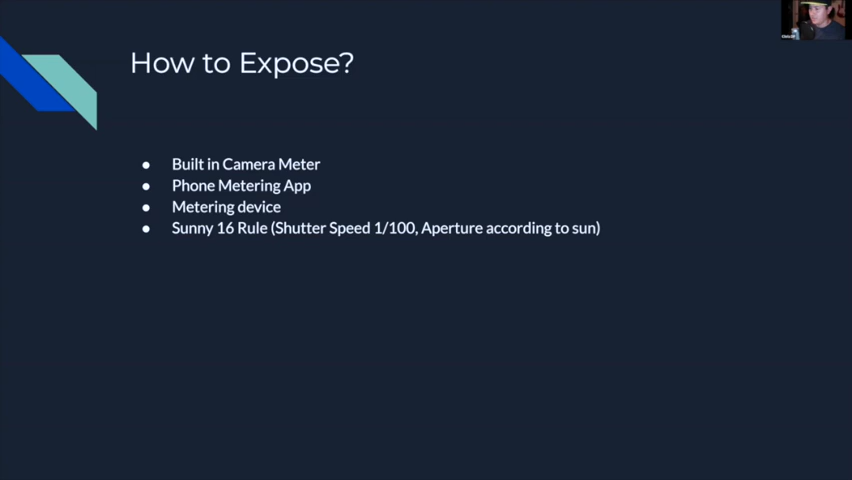 How to Expose?
● Built in Camera Meter
● Phone Metering App
● Metering device
● Sunny 16 Rule (Shutter Speed 1/100, Aperture according to sun)